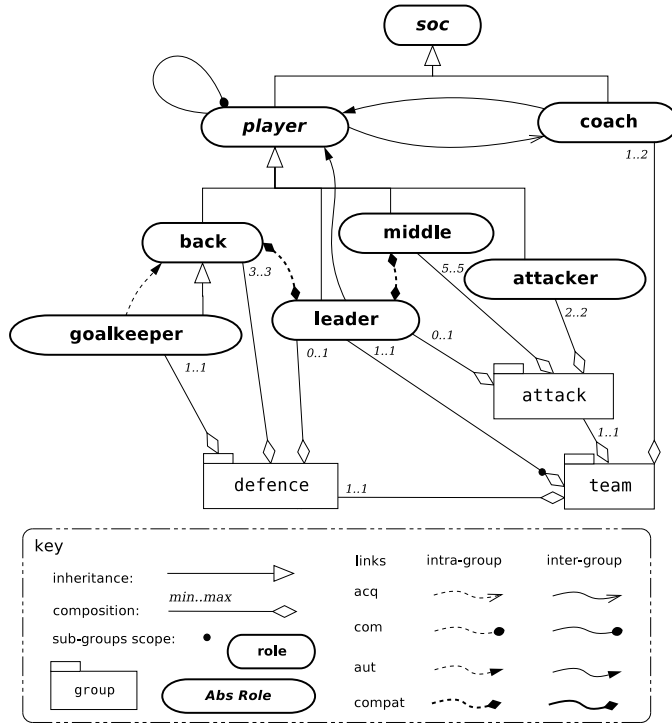 soc
player
coach
1..2
back
middle
3..3
5..5
attacker
goalkeeper
leader
2..2
0..1
1..1
0..1
1..1
attack
1..1
defence
1..1
team
key
links intra-group inter-group
inheritance:
acq
min..max
composition:
com
sub-groups scope:
role
aut
group
Abs Role
compat